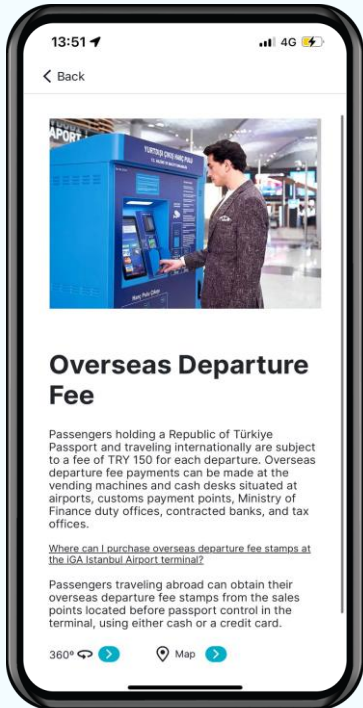 13:51
4G
Back
YURTDIŞI ÇIKIŞ HARÇ PULU
Harç Pulu Çıkışı
Overseas Departure
Fee
Passengers holding a Republic of Türkiye
Passport and traveling internationally are subject
to a fee of TRY 150 for each departure. Overseas
departure fee payments can be made at the
vending machines and cash desks situated at
airports, customs payment points, Ministry of
Finance duty offices, contracted banks, and tax
offices.
Where can I purchase overseas departure fee stamps at
the iGA Istanbul Airport terminal?
Passengers traveling abroad can obtain their
overseas departure fee stamps from the sales
points located before passport control in the
terminal, using either cash or a credit card.
360° Map